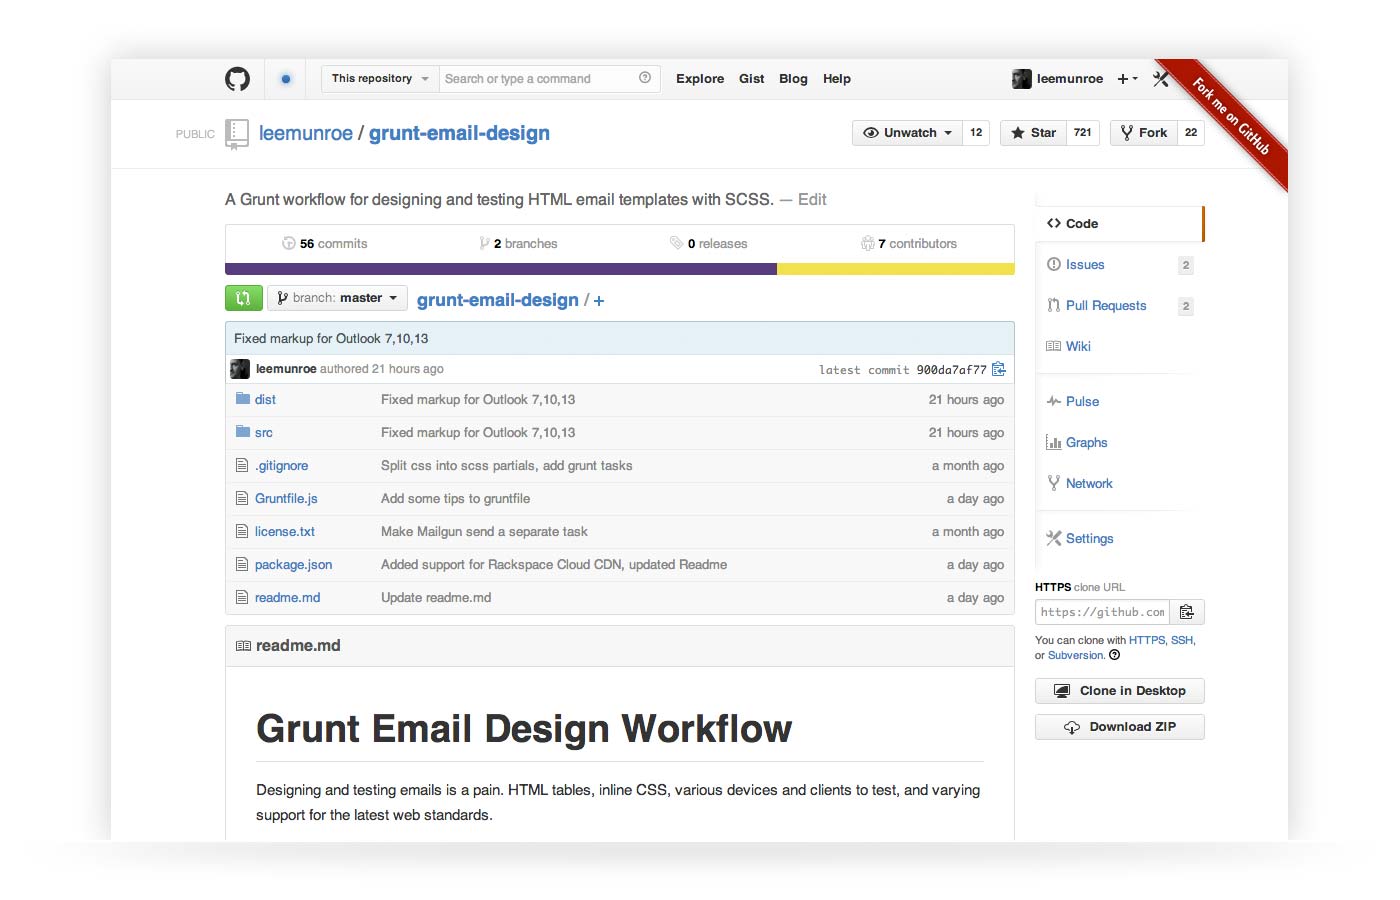 This repository Search or type a command Explore Gist Blog Help leemunroe +
Fork me on GitHub
PUBLIC leemunroe / grunt-email-design Unwatch 12 Star 721 Fork 22
A Grunt workflow for designing and testing HTML email templates with SCSS. — Edit
56 commits 2 branches 0 releases 7 contributors
branch: master grunt-email-design / +
Fixed markup for Outlook 7,10,13
leemunroe authored 21 hours ago latest commit 900da7af77
dist Fixed markup for Outlook 7,10,13 21 hours ago
src Fixed markup for Outlook 7,10,13 21 hours ago
.gitignore Split css into scss partials, add grunt tasks a month ago
Gruntfile.js Add some tips to gruntfile a day ago
license.txt Make Mailgun send a separate task a month ago
package.json Added support for Rackspace Cloud CDN, updated Readme a day ago
readme.md Update readme.md a day ago
readme.md
Grunt Email Design Workflow
Designing and testing emails is a pain. HTML tables, inline CSS, various devices and clients to test, and varying
support for the latest web standards.
Code
Issues 2
Pull Requests 2
Wiki
Pulse
Graphs
Network
Settings
HTTPS clone URL
https://github.com
You can clone with HTTPS, SSH,
or Subversion.
Clone in Desktop
Download ZIP